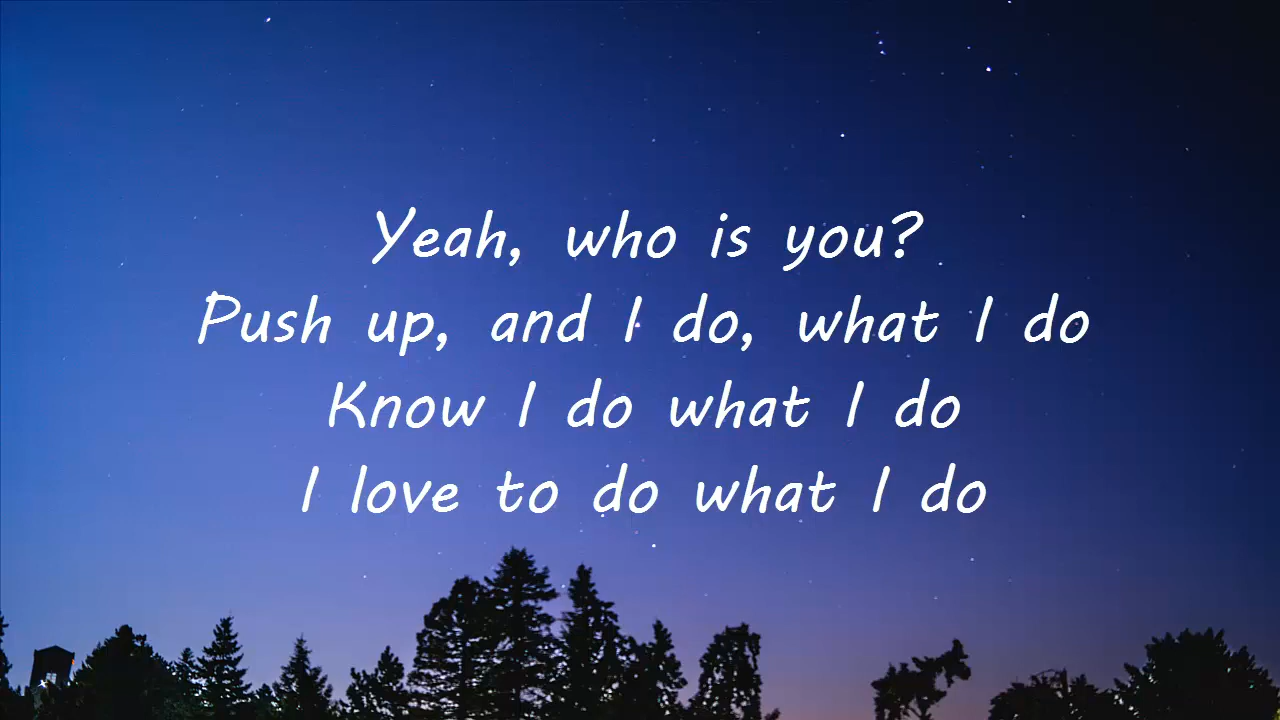 Yeah, who is you?
Push up, and I do, what I do
Know I do what I do
I love to do what I do